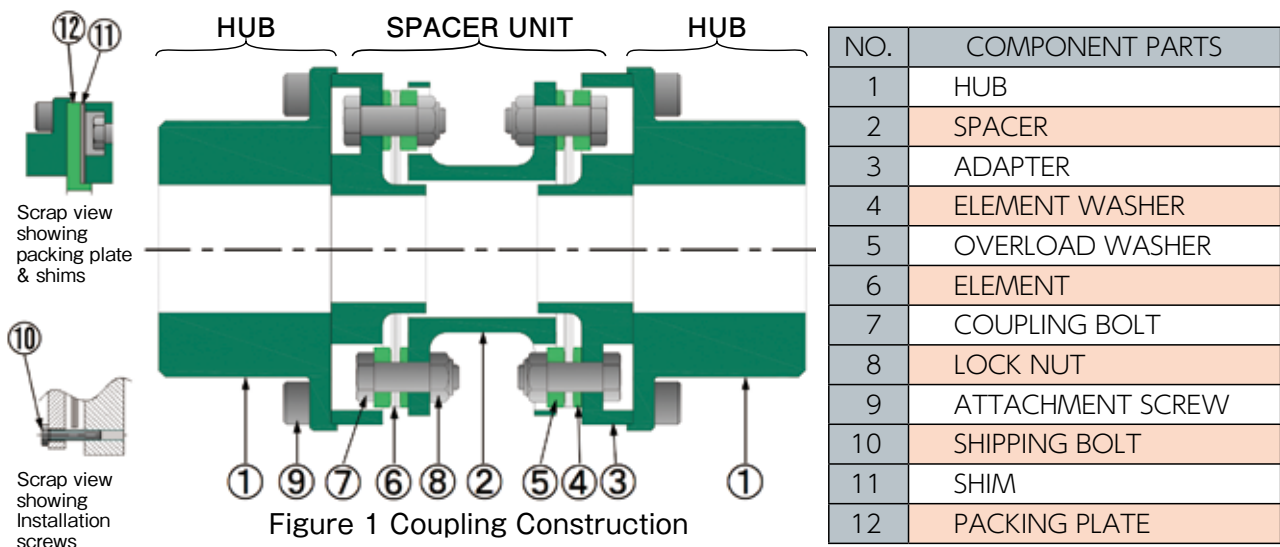 ⑫ ⑪
HUB
SPACER UNIT
HUB
Scrap view
showing
packing plate
& shims
⑩
Scrap view
showing
Installation
screws
① ⑨ ⑦ ⑥ ⑧ ② ⑤ ④ ③ ①
Figure 1 Coupling Construction
NO. COMPONENT PARTS
1 HUB
2 SPACER
3 ADAPTER
4 ELEMENT WASHER
5 OVERLOAD WASHER
6 ELEMENT
7 COUPLING BOLT
8 LOCK NUT
9 ATTACHMENT SCREW
10 SHIPPING BOLT
11 SHIM
12 PACKING PLATE